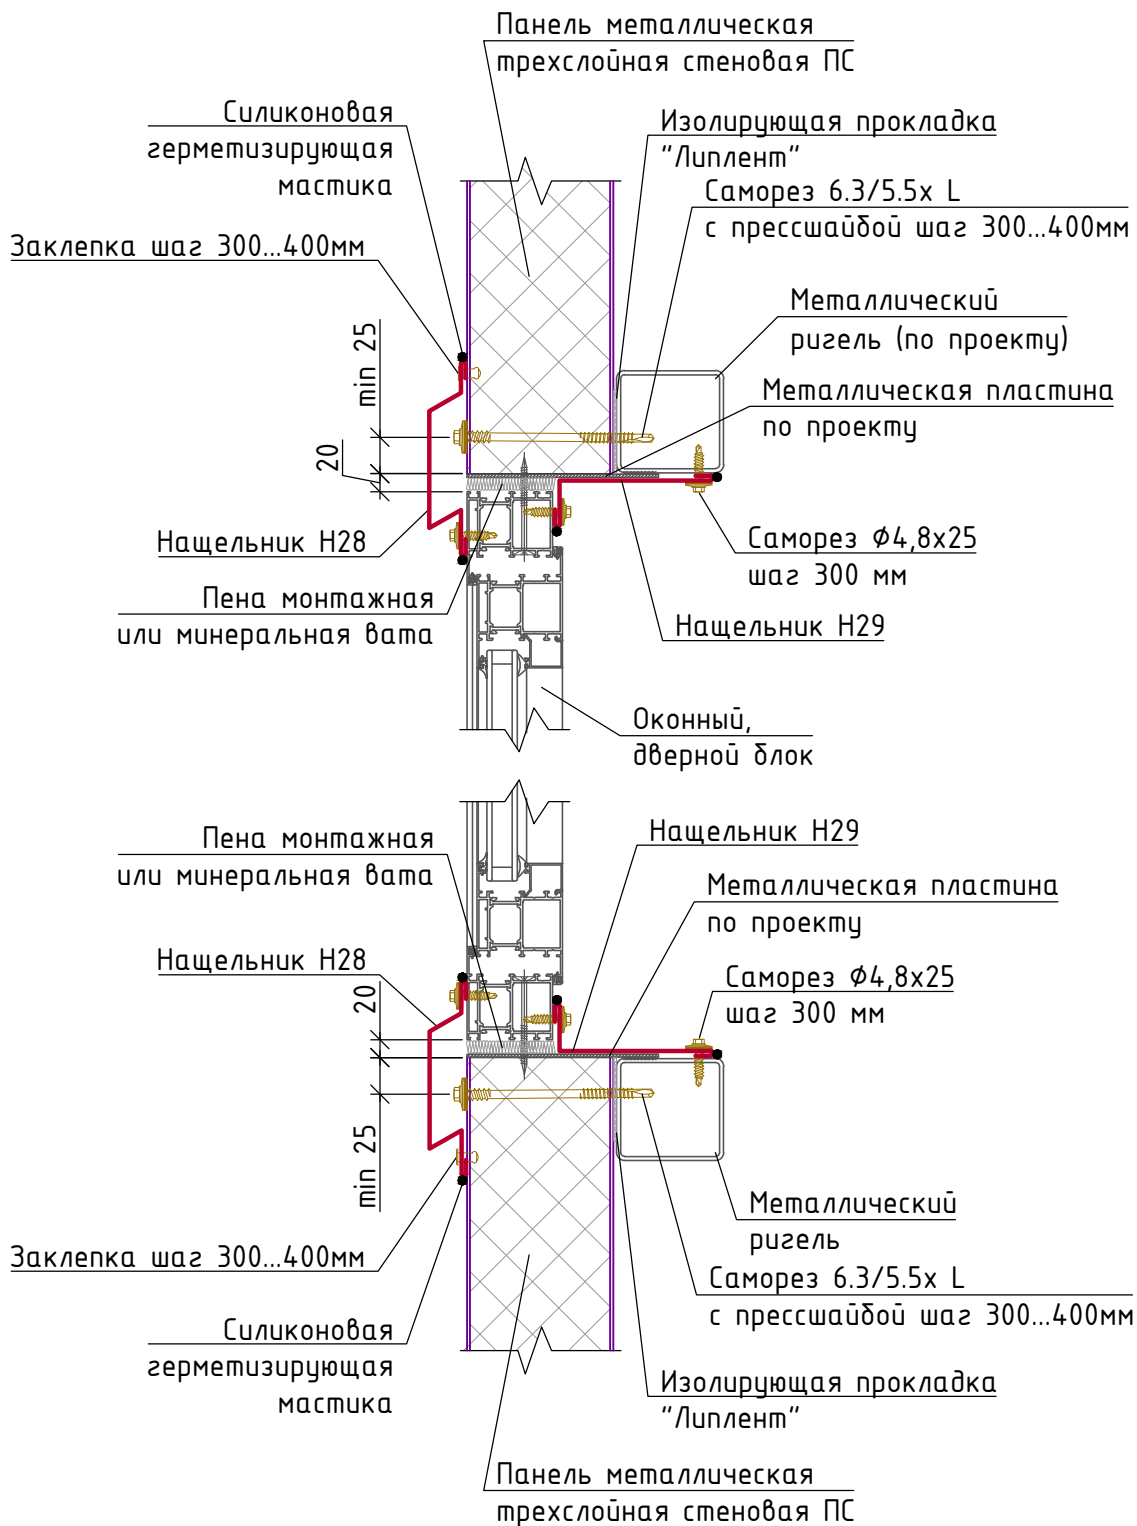 Панель металлическая
трехслойная стеновая ПС
Силиконовая
герметизирующая
мастика
Изолирующая прокладка
"Липлент"
Саморез 6.3/5.5х L
с прессшайбой шаг 300...400мм
Заклепка шаг 300...400мм
Металлический
ригель (по проекту)
min 25
Металлическая пластина
по проекту
20
Нащельник Н28
Саморез Ф4,8х25
шаг 300 мм
Пена монтажная
или минеральная вата
Нащельник Н29
Оконный,
дверной блок
Пена монтажная
или минеральная вата
Нащельник Н29
Металлическая пластина
по проекту
Нащельник Н28
Саморез Ф4,8х25
шаг 300 мм
20
min 25
Металлический
ригель
Заклепка шаг 300...400мм
Саморез 6.3/5.5х L
с прессшайбой шаг 300...400мм
Силиконовая
герметизирующая
мастика
Изолирующая прокладка
"Липлент"
Панель металлическая
трехслойная стеновая ПС